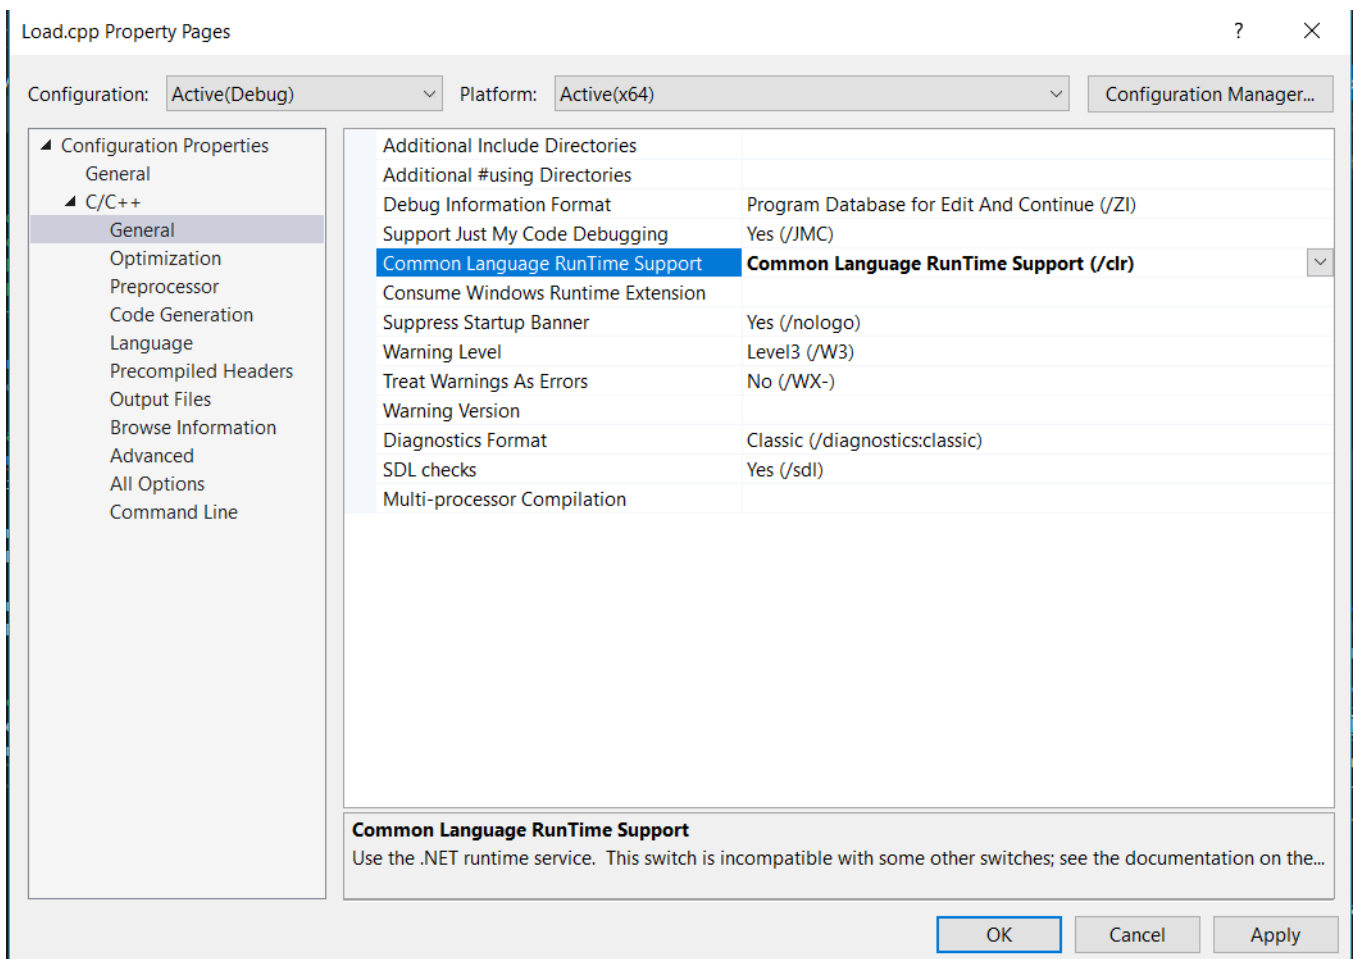 Load.cpp Property Pages
?
Configuration: Active(Debug) Platform: Active(x64) Configuration Manager...
Configuration Properties
General
C/C++
General
Optimization
Preprocessor
Code Generation
Language
Precompiled Headers
Output Files
Browse Information
Advanced
All Options
Command Line
Additional Include Directories
Additional #using Directories
Debug Information Format Program Database for Edit And Continue (/ZI)
Support Just My Code Debugging Yes (/JMC)
Common Language RunTime Support Common Language RunTime Support (/clr)
Consume Windows Runtime Extension
Suppress Startup Banner Yes (/nologo)
Warning Level Level3 (/W3)
Treat Warnings As Errors No (/WX-)
Warning Version
Diagnostics Format Classic (/diagnostics:classic)
SDL checks Yes (/sdl)
Multi-processor Compilation
Common Language RunTime Support
Use the .NET runtime service.  This switch is incompatible with some other switches; see the documentation on the...
OK Cancel Apply